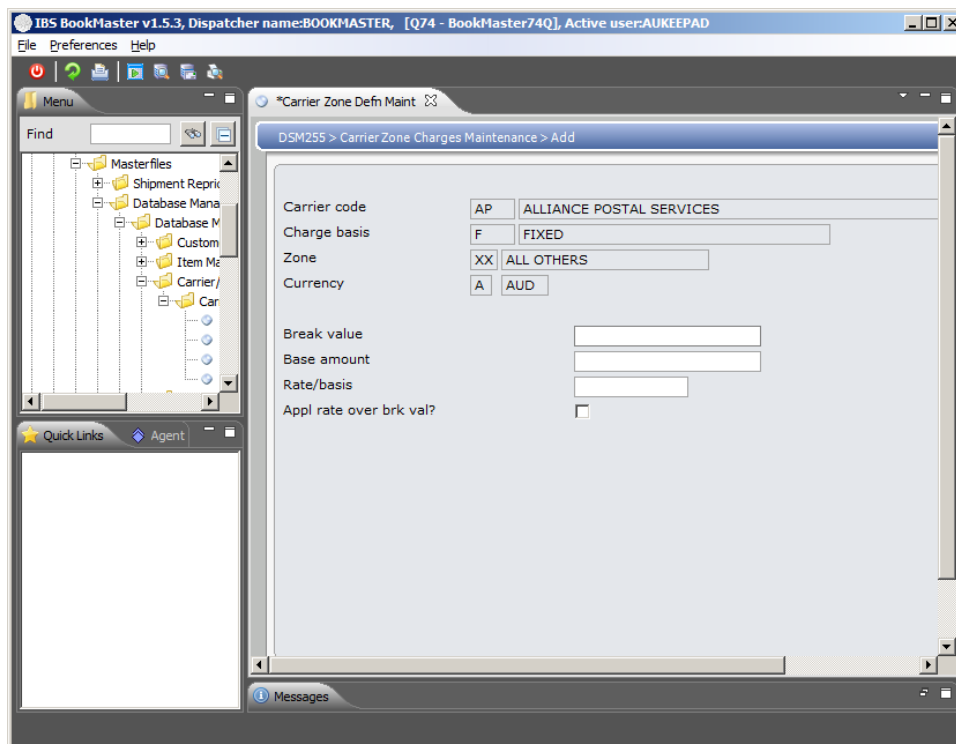 IBS BookMaster v1.5.3, Dispatcher name:BOOKMASTER, [Q74 - BookMaster74Q], Active user:AUKEEPAD
File Preferences Help
Menu
*Carrier Zone Defn Maint
Find
DSM255 > Carrier Zone Charges Maintenance > Add
Masterfiles
Shipment Repric
Database Mana
Database M
Custom
Item Ma
Carrier/
Car
Carrier code AP ALLIANCE POSTAL SERVICES
Charge basis F FIXED
Zone XX ALL OTHERS
Currency A AUD
Break value
Base amount
Rate/basis
Appl rate over brk val?
Quick Links Agent
Messages